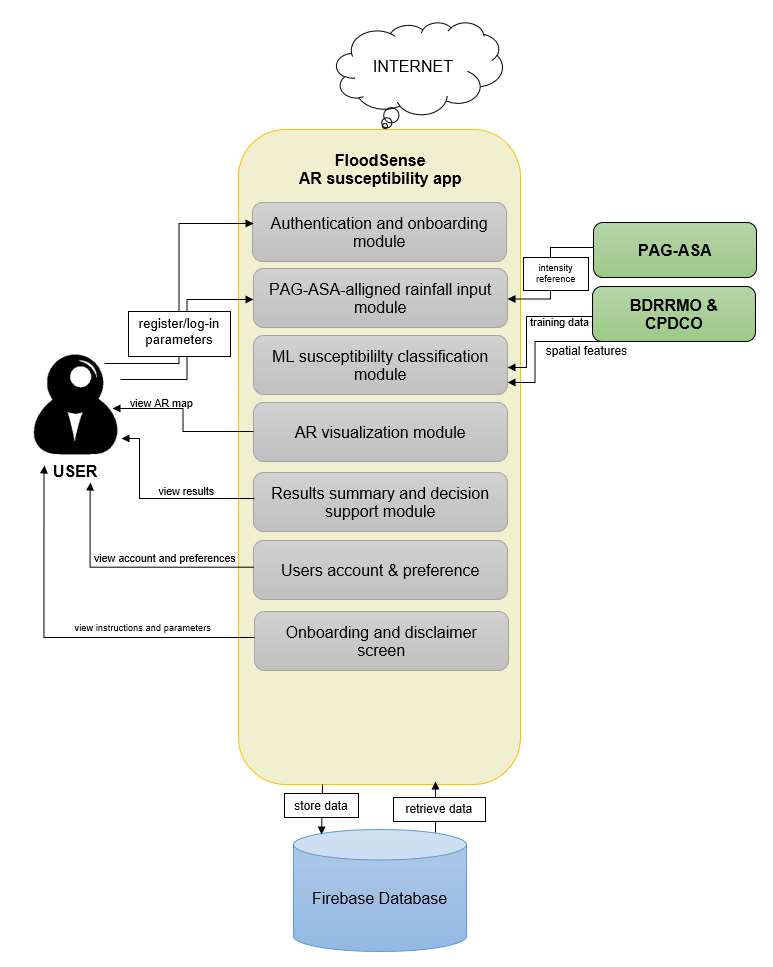 INTERNET
FloodSense
AR susceptibility app
Authentication and onboarding
module
PAG-ASA
intensity
reference
PAG-ASA-alligned rainfall input
module
BDRRMO &
CPDCO
register/log-in
parameters
training data
ML susceptibililty classification
module
spatial features
view AR map
AR visualization module
USER
view results
Results summary and decision
support module
view account and preferences
Users account & preference
view instructions and parameters
Onboarding and disclaimer
screen
store data
retrieve data
Firebase Database